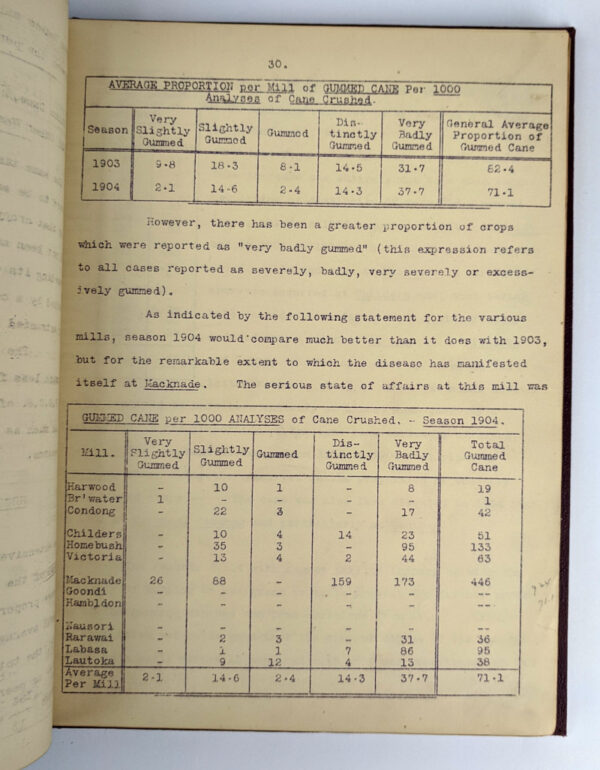 30.
AVERAGE PROPORTION per Mill of GUMMED CANE Per 1000
Analyses of Cane Crushed.
Season Very Slightly Gummed Slightly Gummed Gummed Dis- tinctly Gummed Very Badly Gummed General Average Proportion of Gummed Cane
1903 9.8 18.3 8.1 14.5 31.7 82.4
1904 2.1 14.6 2.4 14.3 37.7 71.1
However, there has been a greater proportion of crops
which were reported as "very badly gummed" (this expression refers
to all cases reported as severely, badly, very severely or excess-
ively gummed).
As indicated by the following statement for the various
mills, season 1904 would compare much better than it does with 1903,
but for the remarkable extent to which the disease has manifested
itself at Macknade. The serious state of affairs at this mill was
GUMMED CANE per 1000 ANALYSES of Cane Crushed. - Season 1904.
Mill. Very Slightly Gummed Slightly Gummed Gummed Dis- tinctly Gummed Very Badly Gummed Total Gummed Cane
Harwood - 10 1 - 8 19
Br'water 1 - - - - 1
Condong - 22 3 - 17 42
Childers - 10 4 14 23 51
Homebush - 35 3 - 95 133
Victoria - 13 4 2 44 63
Macknade 26 88 - 159 173 446
Goondi - - - - - --
Hambldon - - - - - --
Nausori - - - - - --
Rarawai - 2 3 - 31 36
Labasa - 1 1 7 86 95
Lautoka - 9 12 4 13 38
Average Per Mill 2.1 14.6 2.4 14.3 37.7 71.1